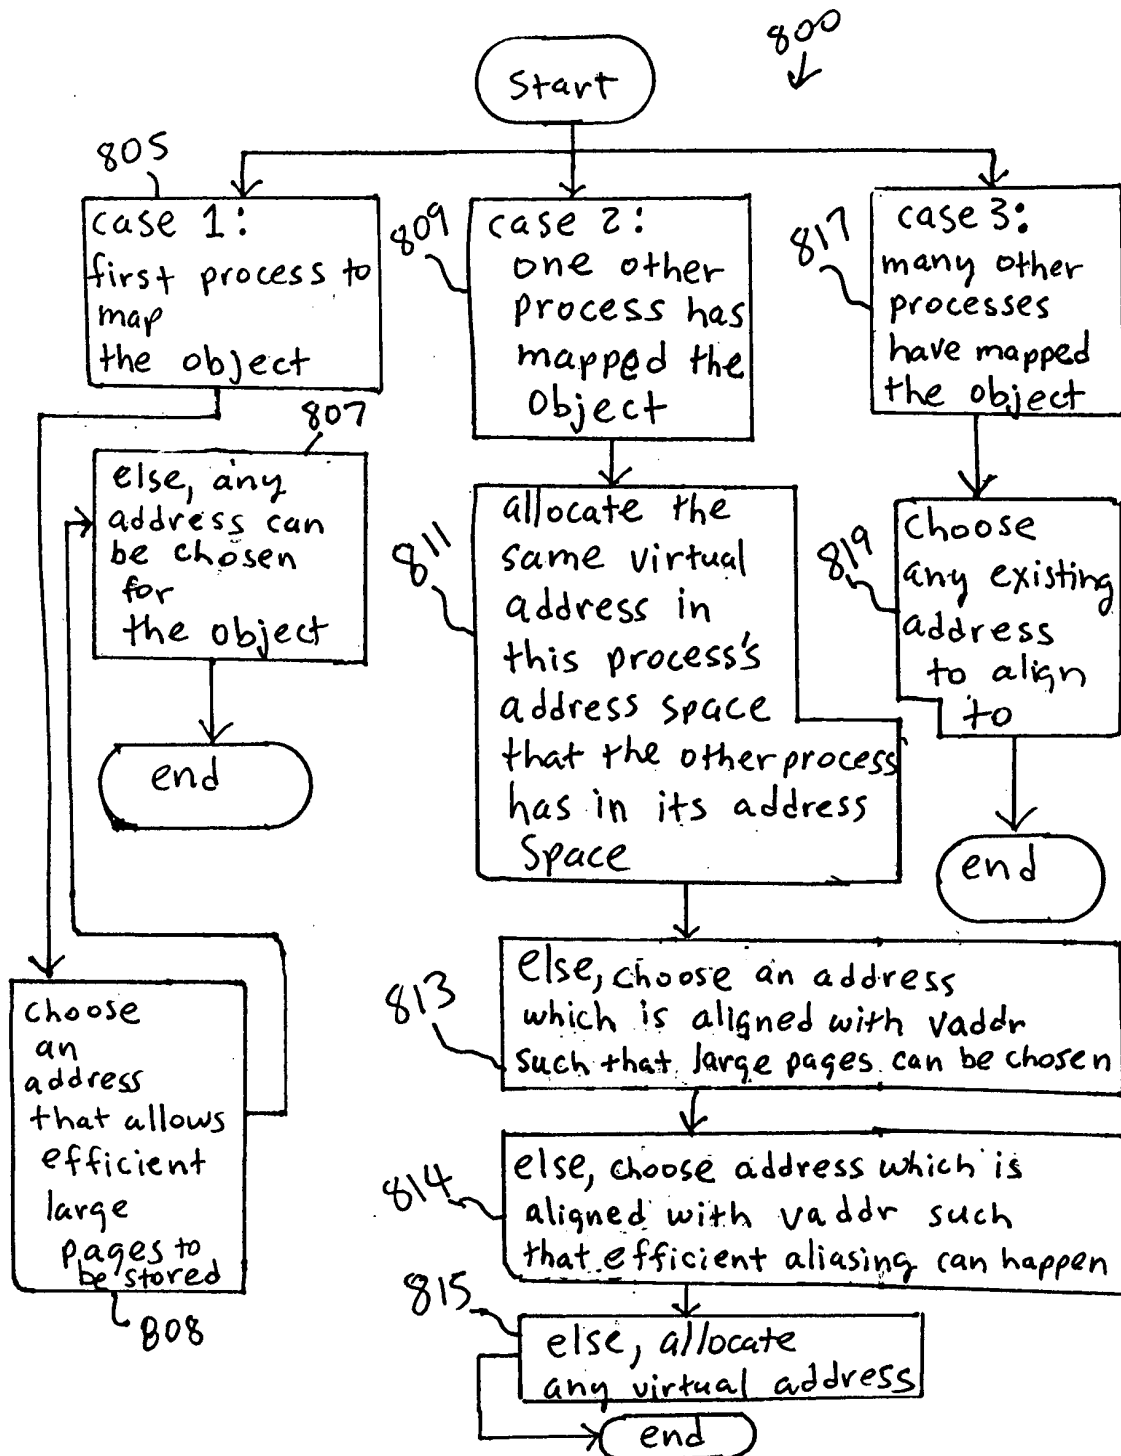 800
Start
805
case 1:
first process to
map
the object
807
else, any
address can
be chosen
for
the object
end
choose
an
address
that allows
efficient
large
pages to
be stored
808
809
case 2:
one other
process has
mapped the
object
811
allocate the
same virtual
address in
this process's
address space
that the other process
has in its address
space
813
else, choose an address
which is aligned with vaddr
such that large pages can be chosen
814
else, choose address which is
aligned with vaddr such
that efficient aliasing can happen
815
else, allocate
any virtual address
end
817
case 3:
many other
processes
have mapped
the object
819
choose
any existing
address
to align
to
end